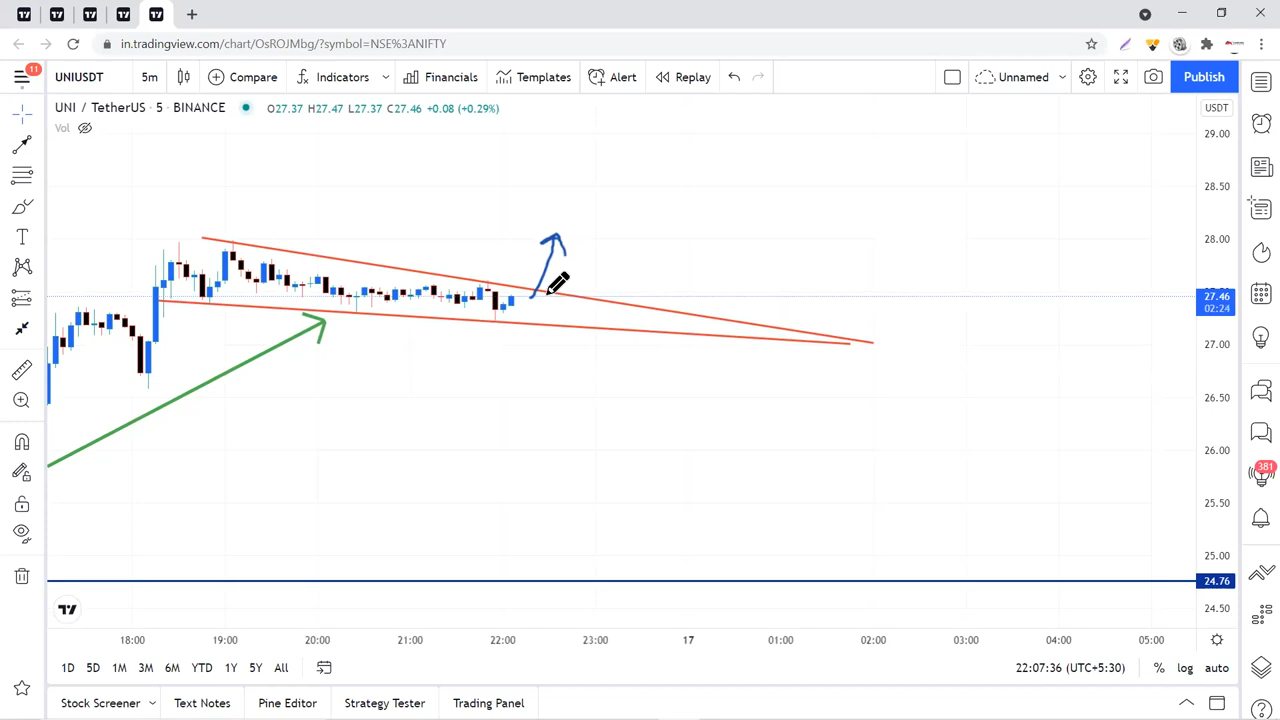 in.tradingview.com/chart/OsROJMbg/?symbol=NSE%3ANIFTY
11
UNIUSDT 5m Compare Indicators Financials Templates Alert Replay Unnamed Publish
UNI / TetherUS · 5 · BINANCE O27.37 H27.47 L27.37 C27.46 +0.08 (+0.29%) USDT
Vol
29.00
28.50
28.00
27.46
02:24
27.00
26.50
26.00
25.50
25.00
24.76
24.50
381
18:00 19:00 20:00 21:00 22:00 23:00 17 01:00 02:00 03:00 04:00 05:00
1D 5D 1M 3M 6M YTD 1Y 5Y All 22:07:36 (UTC+5:30) % log auto
Stock Screener Text Notes Pine Editor Strategy Tester Trading Panel